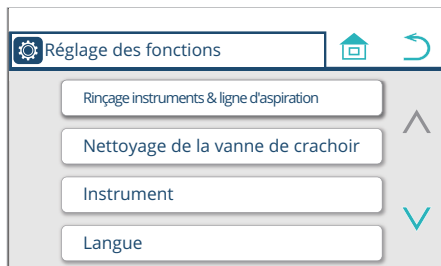 Réglage des fonctions
Rinçage instruments & ligne d'aspiration
Nettoyage de la vanne de crachoir
Instrument
Langue